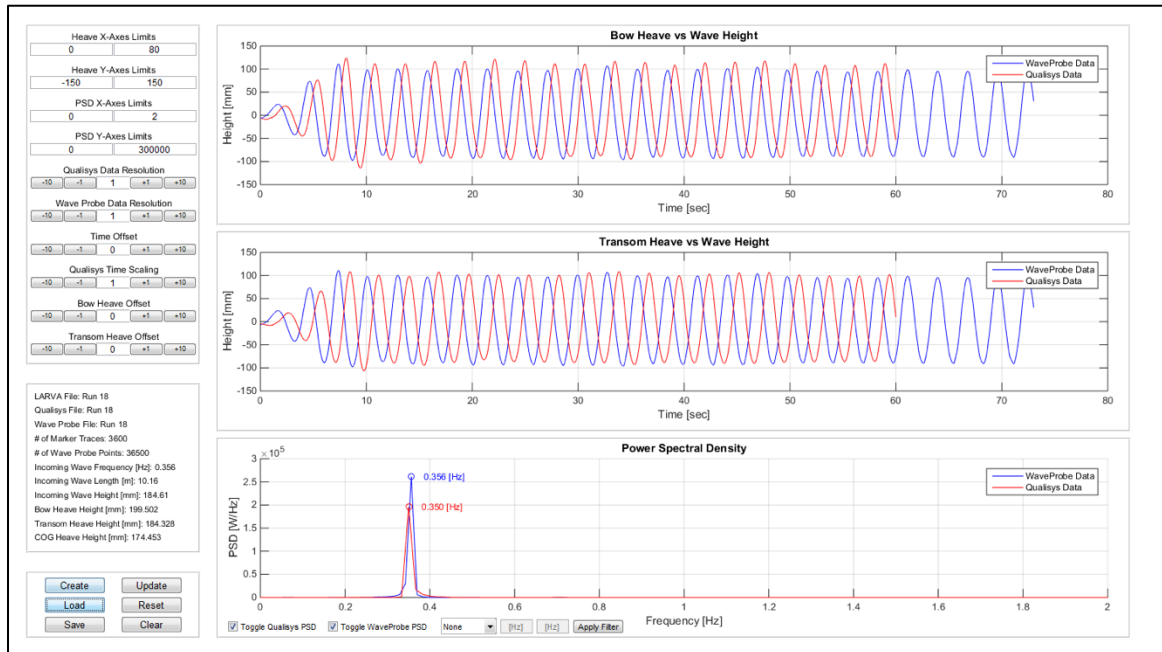 Heave X-Axes Limits
0 80
Heave Y-Axes Limits
-150 150
PSD X-Axes Limits
0 2
PSD Y-Axes Limits
0 300000
Qualisys Data Resolution
-10 -1 1 +1 +10
Wave Probe Data Resolution
-10 -1 1 +1 +10
Time Offset
-10 -1 0 +1 +10
Qualisys Time Scaling
-10 -1 1 +1 +10
Bow Heave Offset
-10 -1 0 +1 +10
Transom Heave Offset
-10 -1 0 +1 +10
LARVA File: Run 18
Qualisys File: Run 18
Wave Probe File: Run 18
# of Marker Traces: 3600
# of Wave Probe Points: 36500
Incoming Wave Frequency [Hz]: 0.356
Incoming Wave Length [m]: 10.16
Incoming Wave Height [mm]: 184.61
Bow Heave Height [mm]: 199.502
Transom Heave Height [mm]: 184.328
COG Heave Height [mm]: 174.453
Create Update
Load Reset
Save Clear
Bow Heave vs Wave Height
150
100
50
0
-50
-100
-150
Height [mm]
WaveProbe Data
Qualisys Data
0 10 20 30 40 50 60 70 80
Time [sec]
Transom Heave vs Wave Height
150
100
50
0
-50
-100
-150
Height [mm]
WaveProbe Data
Qualisys Data
0 10 20 30 40 50 60 70 80
Time [sec]
Power Spectral Density
×10^5
3
2.5
2
1.5
1
0.5
0
PSD [W/Hz]
0.356 [Hz]
0.350 [Hz]
WaveProbe Data
Qualisys Data
0 0.2 0.4 0.6 0.8 1 1.2 1.4 1.6 1.8 2
Frequency [Hz]
Toggle Qualisys PSD Toggle WaveProbe PSD None [Hz] [Hz] Apply Filter